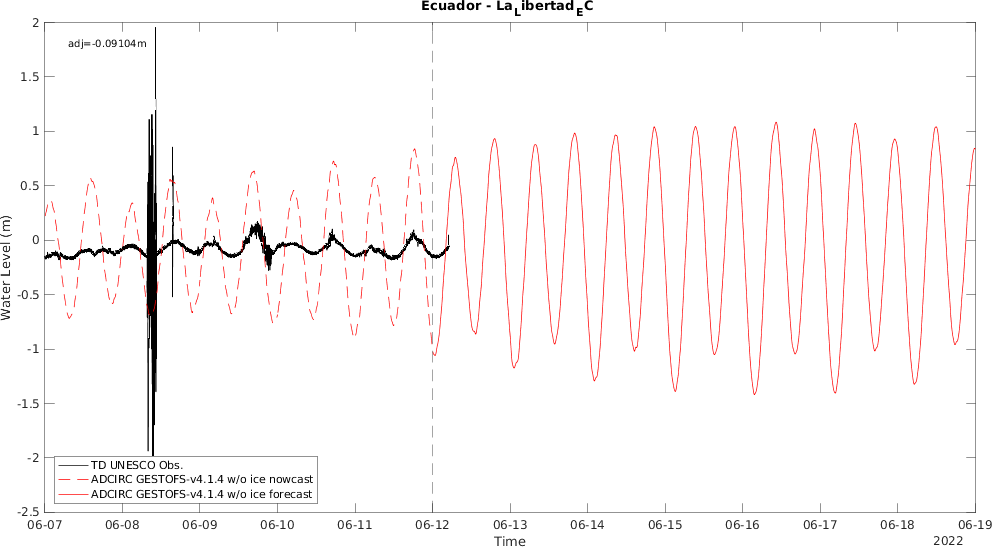 Ecuador - LaLibertadEC
adj=-0.09104m
2
1.5
1
0.5
0
-0.5
-1
-1.5
-2
-2.5
Water Level (m)
TD UNESCO Obs.
ADCIRC GESTOFS-v4.1.4 w/o ice nowcast
ADCIRC GESTOFS-v4.1.4 w/o ice forecast
06-07 06-08 06-09 06-10 06-11 06-12 06-13 06-14 06-15 06-16 06-17 06-18 06-19
Time
2022